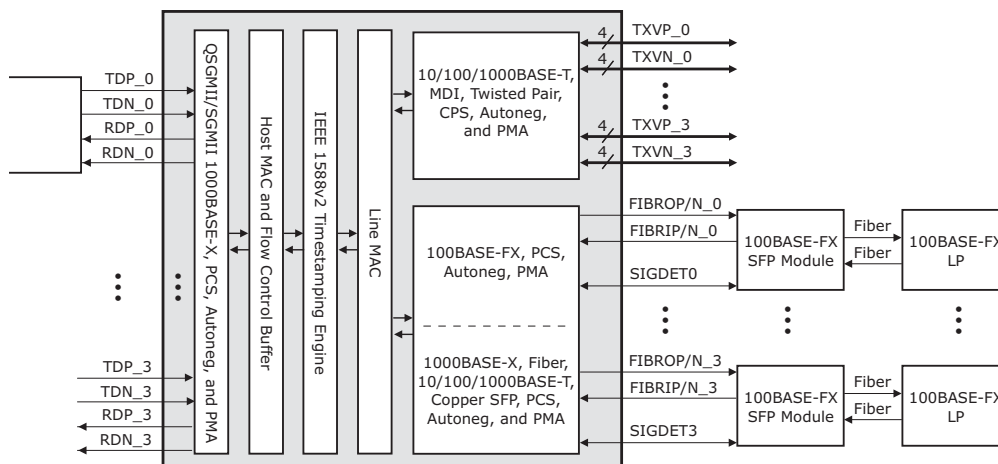 TDP_0
TDN_0
RDP_0
RDN_0
TDP_3
TDN_3
RDP_3
RDN_3
QSGMII/SGMII 1000BASE-X, PCS, Autoneg, and PMA
Host MAC and Flow Control Buffer
IEEE 1588v2 Timestamping Engine
Line MAC
10/100/1000BASE-T,
MDI, Twisted Pair,
CPS, Autoneg,
and PMA
100BASE-FX, PCS,
Autoneg, PMA
1000BASE-X, Fiber,
10/100/1000BASE-T,
Copper SFP, PCS,
Autoneg, and PMA
4
TXVP_0
4
TXVN_0
4
TXVP_3
4
TXVN_3
FIBROP/N_0
FIBRIP/N_0
SIGDET0
100BASE-FX
SFP Module
Fiber
Fiber
100BASE-FX
LP
FIBROP/N_3
FIBRIP/N_3
SIGDET3
100BASE-FX
SFP Module
Fiber
Fiber
100BASE-FX
LP